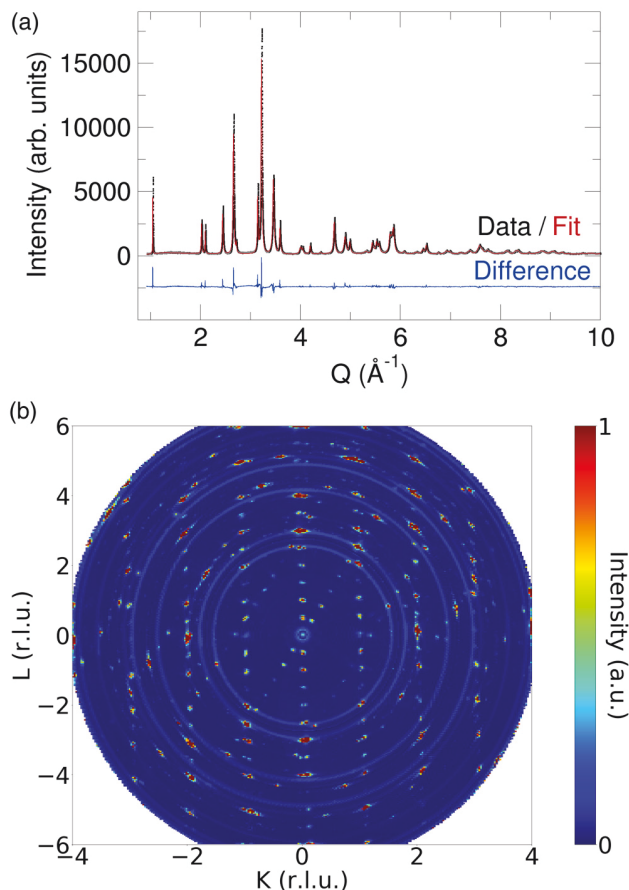 (a)
Intensity (arb. units)
15000
10000
5000
0
Data / Fit
Difference
2 4 6 8 10
Q (Å⁻¹)
(b)
6
4
2
0
−2
−4
−6
L (r.l.u.)
−4 −2 0 2 4
K (r.l.u.)
1
0
Intensity (a.u.)